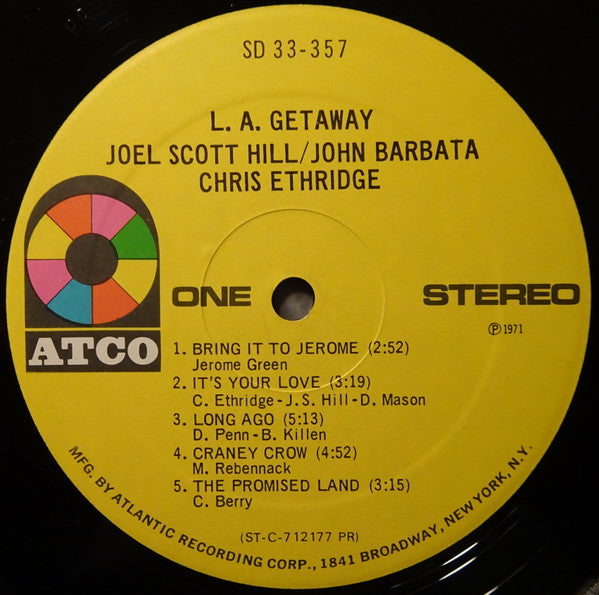 SD 33-357
L. A. GETAWAY
JOEL SCOTT HILL/JOHN BARBATA
CHRIS ETHRIDGE
ATCO
ONE
STEREO
Ⓟ1971
1. BRING IT TO JEROME (2:52)
Jerome Green
2. IT'S YOUR LOVE (3:19)
C. Ethridge-J.S. Hill-D. Mason
3. LONG AGO (5:13)
D. Penn-B. Killen
4. CRANEY CROW (4:52)
M. Rebennack
5. THE PROMISED LAND (3:15)
C. Berry
(ST-C-712177 PR)
MFG. BY ATLANTIC RECORDING CORP., 1841 BROADWAY, NEW YORK, N.Y.